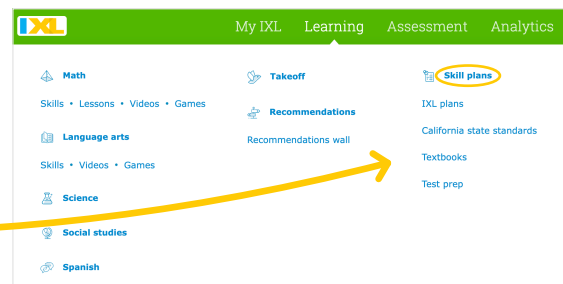 IXL
My IXL Learning Assessment Analytics
Math
Skills • Lessons • Videos • Games
Language arts
Skills • Videos • Games
Science
Social studies
Spanish
Takeoff
Recommendations
Recommendations wall
Skill plans
IXL plans
California state standards
Textbooks
Test prep